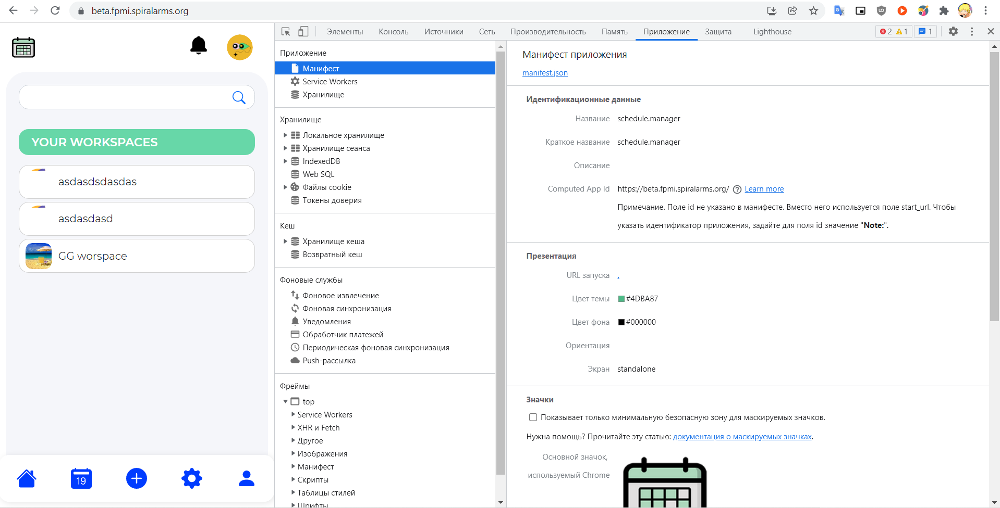 beta.fpmi.spiralarms.org
Элементы Консоль Источники Сеть Производительность Память Приложение Защита Lighthouse 2 1 1
YOUR WORKSPACES
asdasdsdasdas
asdasdasd
GG worspace
19
Приложение
Манифест
Service Workers
Хранилище
Хранилище
Локальное хранилище
Хранилище сеанса
IndexedDB
Web SQL
Файлы cookie
Токены доверия
Кеш
Хранилище кеша
Возвратный кеш
Фоновые службы
Фоновое извлечение
Фоновая синхронизация
Уведомления
Обработчик платежей
Периодическая фоновая синхронизация
Push-рассылка
Фреймы
top
Service Workers
XHR и Fetch
Другое
Изображения
Манифест
Скрипты
Таблицы стилей
Шрифты
Манифест приложения
manifest.json
Идентификационные данные
Название schedule.manager
Краткое название schedule.manager
Описание
Computed App Id https://beta.fpmi.spiralarms.org/ ? Learn more
Примечание. Поле id не указано в манифесте. Вместо него используется поле start_url. Чтобы
указать идентификатор приложения, задайте для поля id значение "Note:".
Презентация
URL запуска .
Цвет темы #4DBA87
Цвет фона #000000
Ориентация
Экран standalone
Значки
Показывает только минимальную безопасную зону для маскируемых значков.
Нужна помощь? Прочитайте эту статью: документация о маскируемых значках.
Основной значок,
используемый Chrome